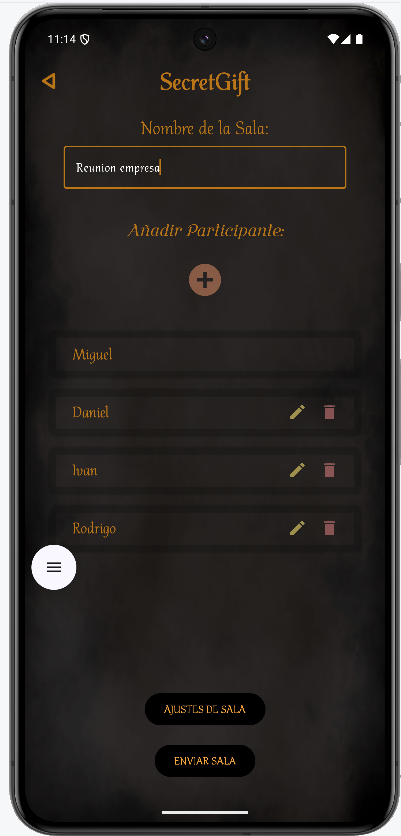 11:14
SecretGift
Nombre de la Sala:
Reunion empresa
Añadir Participante:
Miguel
Daniel
Ivan
Rodrigo
AJUSTES DE SALA
ENVIAR SALA